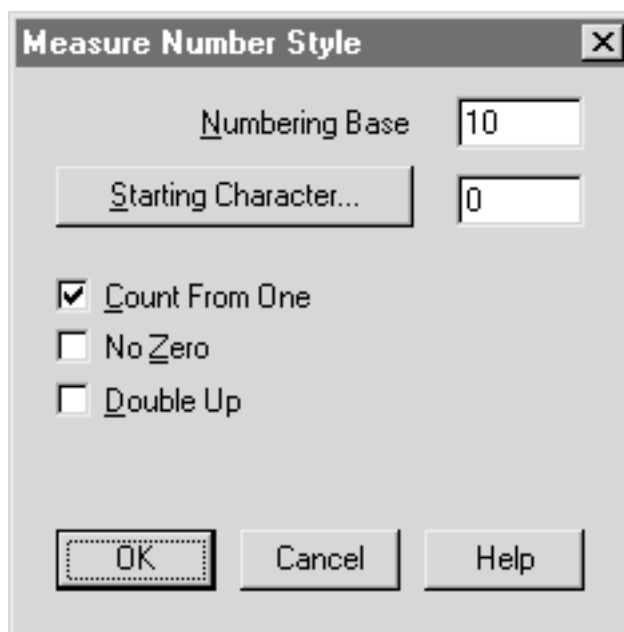 Measure Number Style
Numbering Base 10
Starting Character... 0
Count From One
No Zero
Double Up
OK Cancel Help